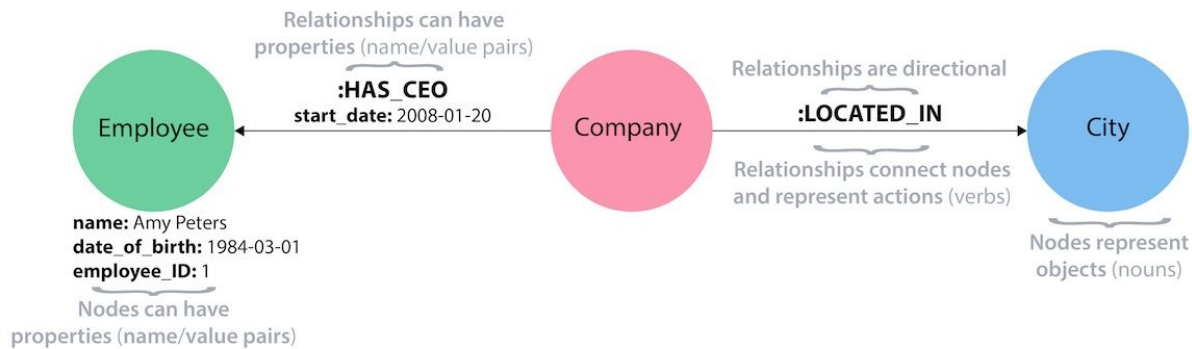 Relationships can have
properties (name/value pairs)
:HAS_CEO
start_date: 2008-01-20
Relationships are directional
:LOCATED_IN
Employee
Company
City
Relationships connect nodes
and represent actions (verbs)
name: Amy Peters
date_of_birth: 1984-03-01
employee_ID: 1
Nodes can have
properties (name/value pairs)
Nodes represent
objects (nouns)